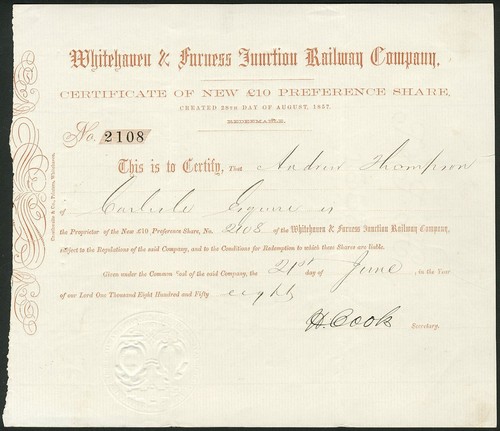 Whitehaven & Furness Junction Railway Company.
CERTIFICATE OF NEW £10 PREFERENCE SHARE,
CREATED 28TH DAY OF AUGUST, 1857.
REDEEMABLE.
No. 2108
This is to Certify, That Andrew Thompson
of Carlisle Esquire is
the Proprietor of the New £10 Preference Share, No. 2108 of the Whitehaven & Furness Junction Railway Company,
subject to the Regulations of the said Company, and to the Conditions for Redemption to which these Shares are liable.
Given under the Common Seal of the said Company, the 21st day of June, in the Year
of our Lord One Thousand Eight Hundred and Fifty eight
H. Cook Secretary.
& Co., Printers, Whitehaven.